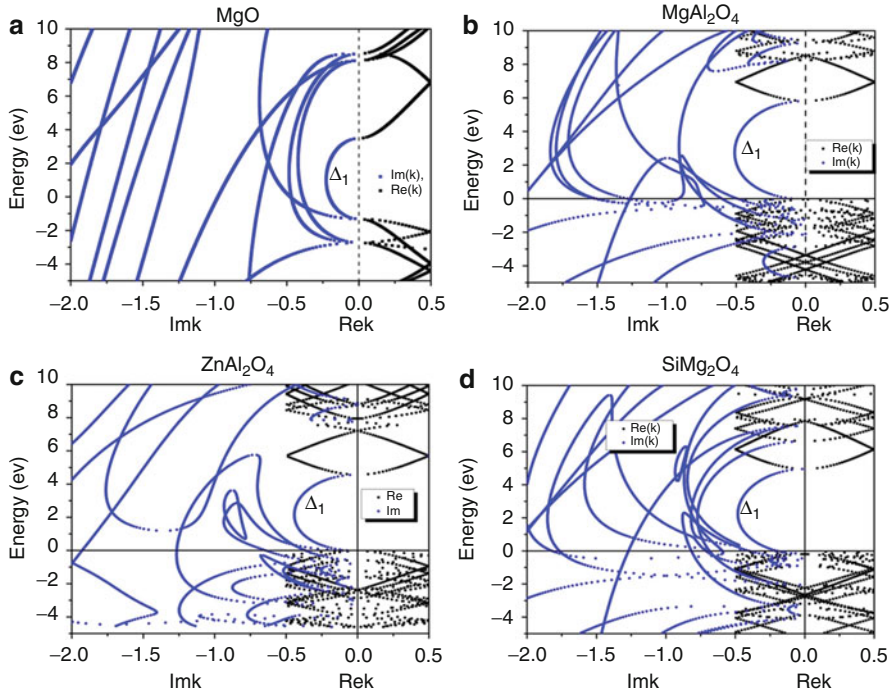 a
MgO
10
8
6
4
2
0
−2
−4
Energy (ev)
Δ1
Im(k),
Re(k)
−2.0 −1.5 −1.0 −0.5 0.0 0.5
Imk Rek
b
MgAl2O4
10
8
6
4
2
0
−2
−4
Energy (ev)
Δ1
Re(k)
Im(k)
−2.0 −1.5 −1.0 −0.5 0.0 0.5
Imk Rek
c
ZnAl2O4
10
8
6
4
2
0
−2
−4
Energy (ev)
Δ1
Re
Im
−2.0 −1.5 −1.0 −0.5 0.0 0.5
Imk Rek
d
SiMg2O4
10
8
6
4
2
0
−2
−4
Energy (ev)
Re(k)
Im(k)
Δ1
−2.0 −1.5 −1.0 −0.5 0.0 0.5
Imk Rek